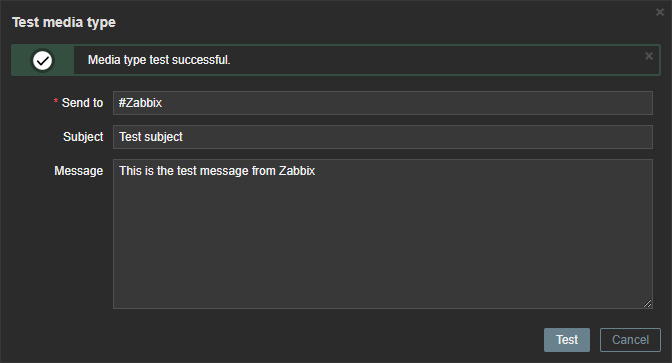 Test media type
Media type test successful.
* Send to #Zabbix
Subject Test subject
Message This is the test message from Zabbix
Test Cancel